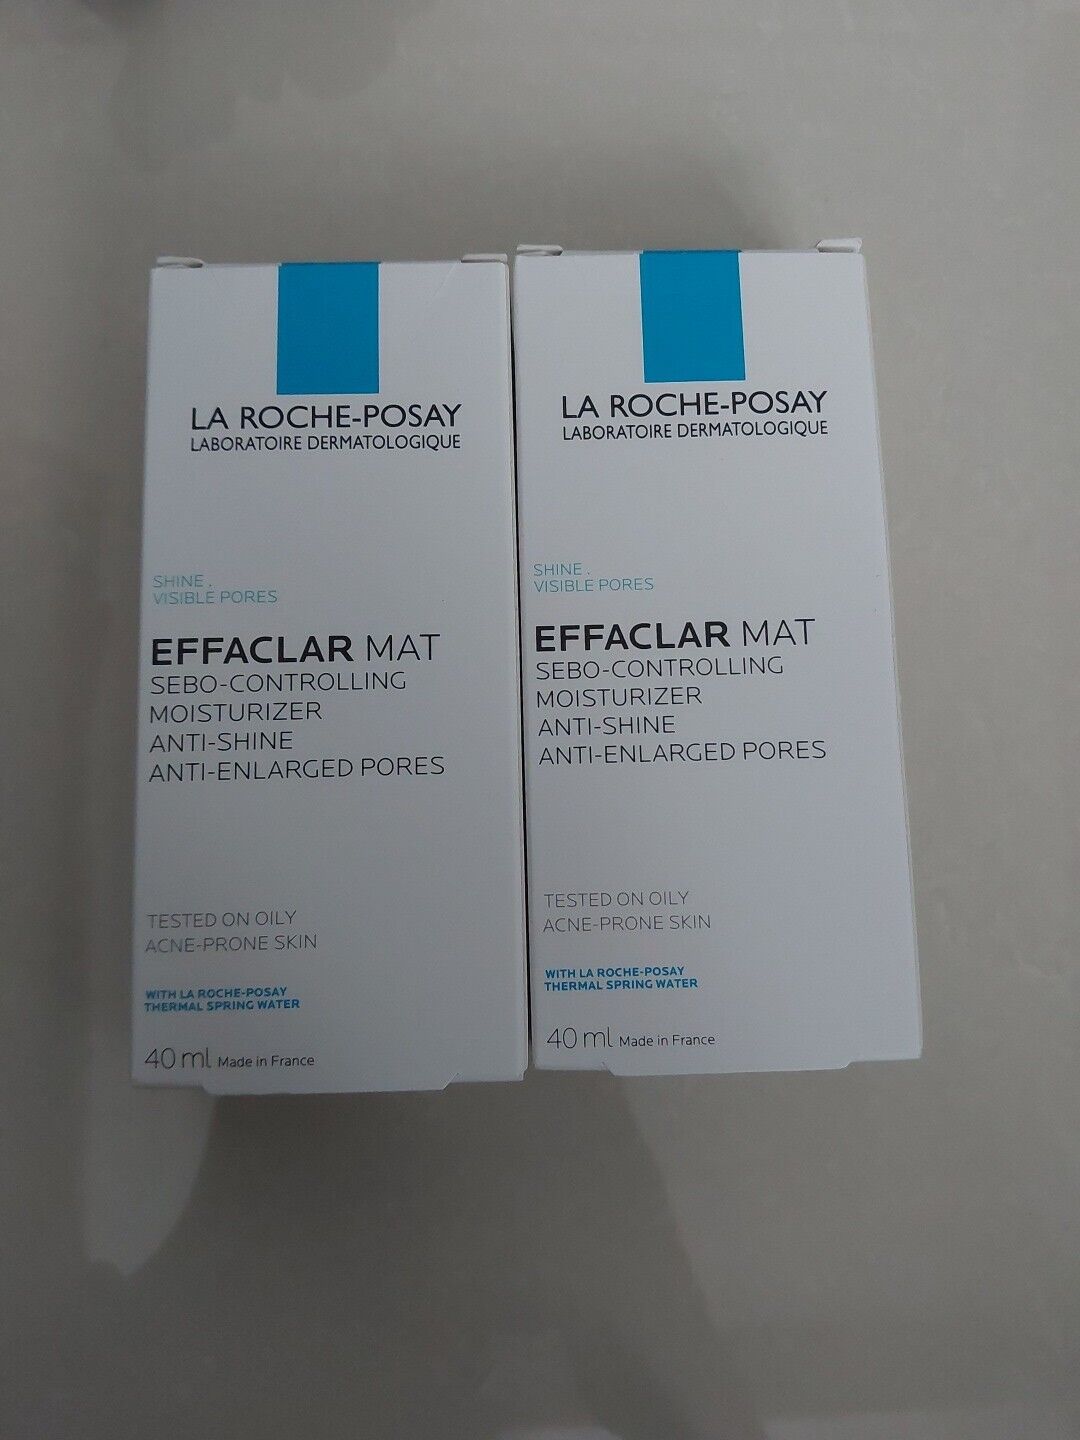 LA ROCHE-POSAY
LABORATOIRE DERMATOLOGIQUE
SHINE.
VISIBLE PORES
EFFACLAR MAT
SEBO-CONTROLLING
MOISTURIZER
ANTI-SHINE
ANTI-ENLARGED PORES
TESTED ON OILY
ACNE-PRONE SKIN
WITH LA ROCHE-POSAY
THERMAL SPRING WATER
40 ml Made in France
LA ROCHE-POSAY
LABORATOIRE DERMATOLOGIQUE
SHINE.
VISIBLE PORES
EFFACLAR MAT
SEBO-CONTROLLING
MOISTURIZER
ANTI-SHINE
ANTI-ENLARGED PORES
TESTED ON OILY
ACNE-PRONE SKIN
WITH LA ROCHE-POSAY
THERMAL SPRING WATER
40 ml Made in France